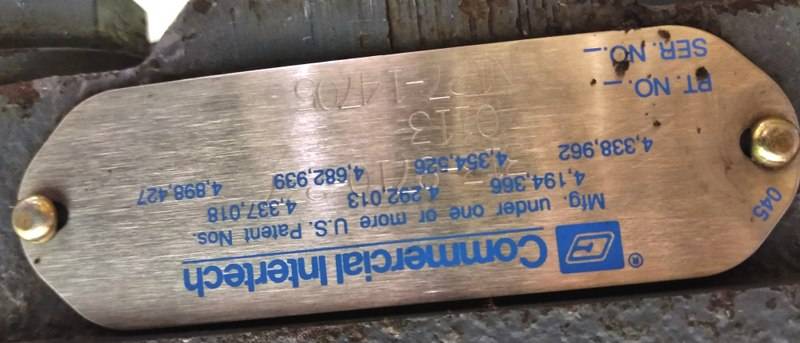 Commercial Intertech ®
Mfg. under one or more U.S. Patent Nos.
4,194,366 4,292,013 4,337,018
4,338,962 4,354,526 4,682,939 4,898,427
0113
PT. NO.
SER. NO.
045.